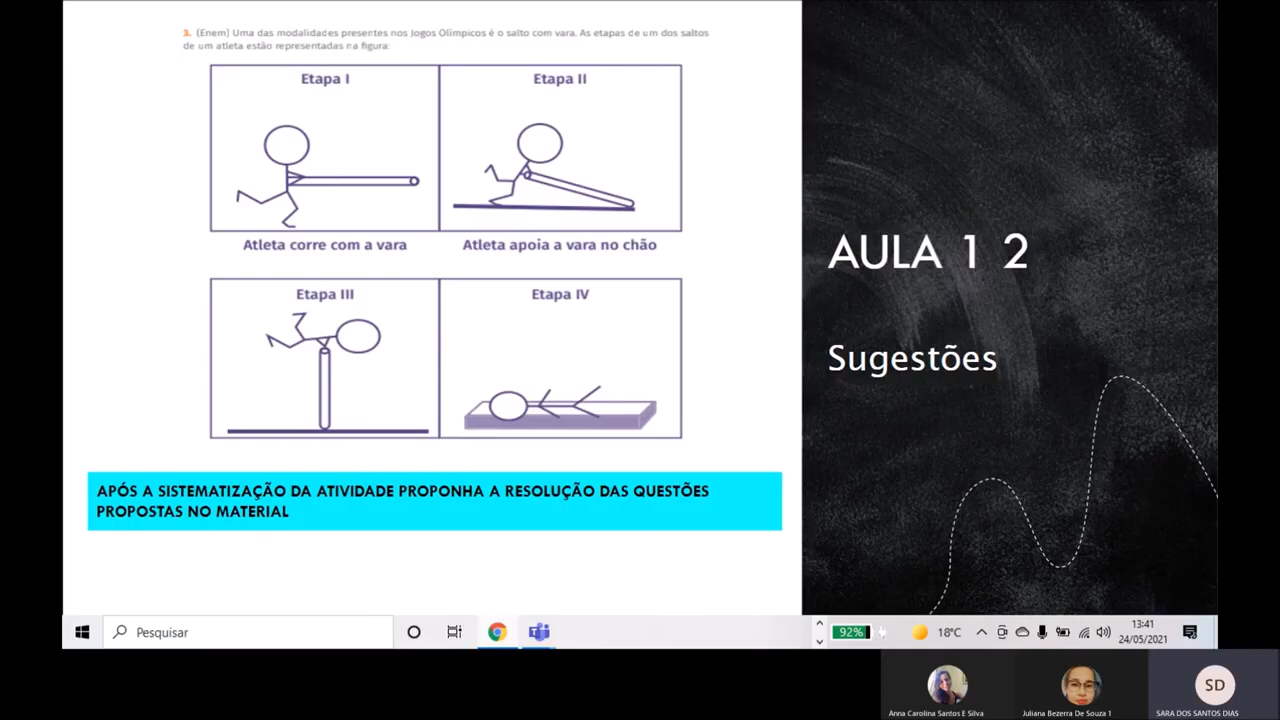 3. (Enem) Uma das modalidades presentes nos Jogos Olímpicos é o salto com vara. As etapas de um dos saltos
de um atleta estão representadas na figura:
Etapa I
Etapa II
Atleta corre com a vara
Atleta apoia a vara no chão
Etapa III
Etapa IV
APÓS A SISTEMATIZAÇÃO DA ATIVIDADE PROPONHA A RESOLUÇÃO DAS QUESTÕES
PROPOSTAS NO MATERIAL
AULA 1 2
Sugestões
Pesquisar
92%
18°C
13:41
24/05/2021
SD
Anna Carolina Santos E Silva
Juliana Bezerra De Souza 1
SARA DOS SANTOS DIAS